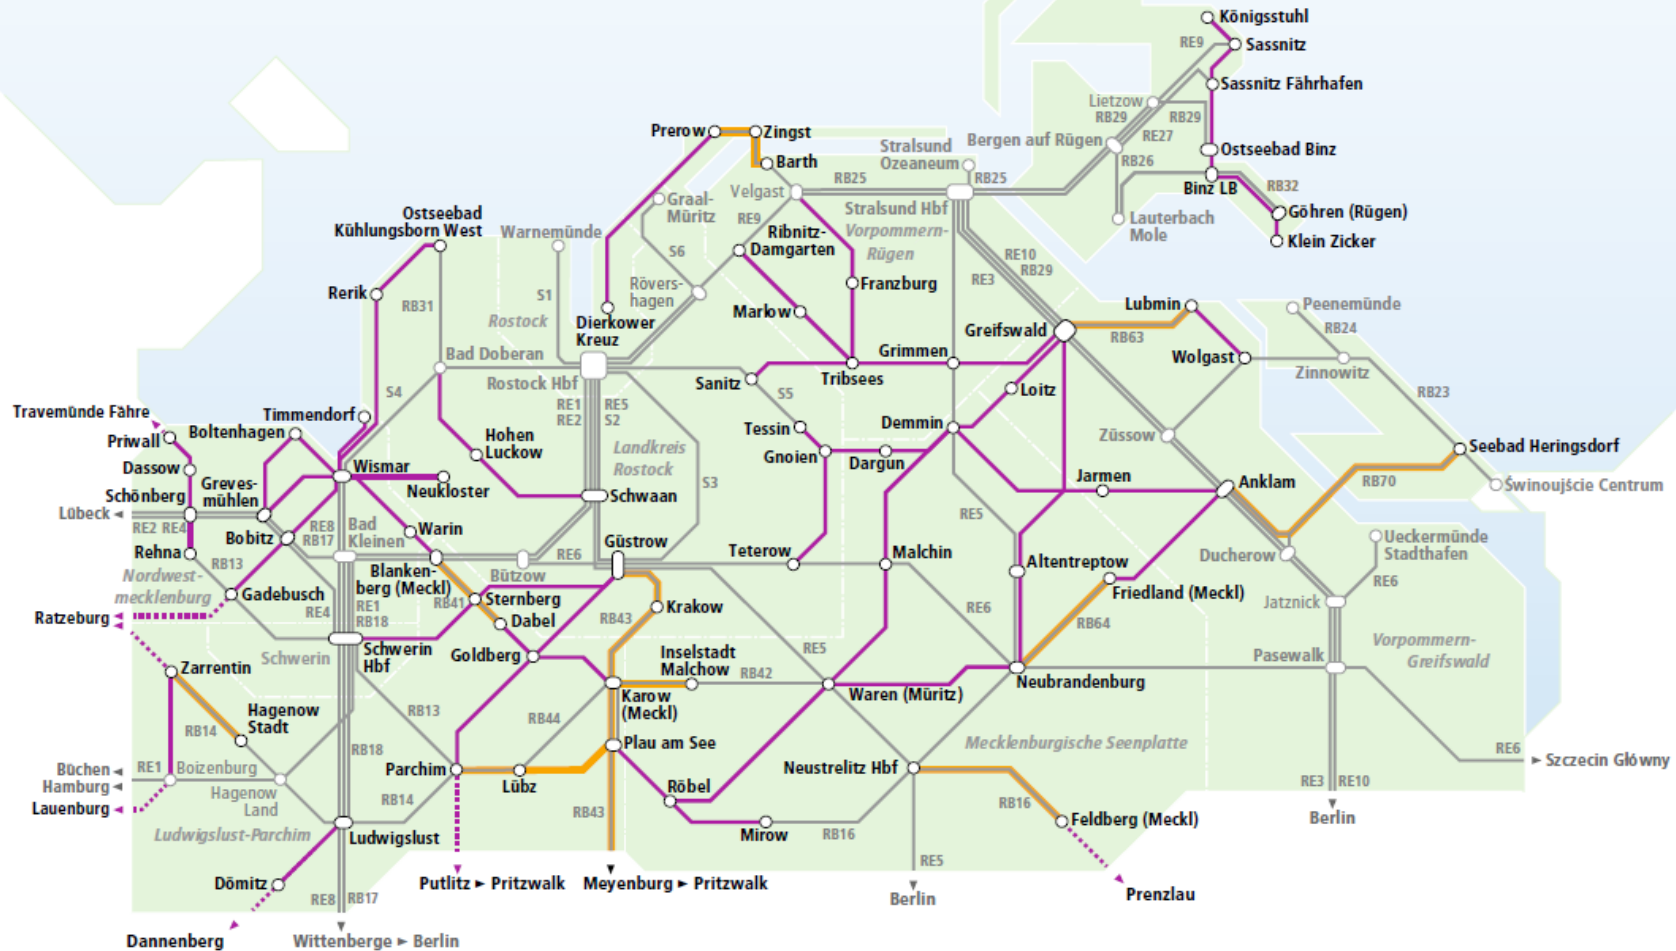 Königsstuhl
RE9
Sassnitz
Sassnitz Fährhafen
Lietzow
RB29
RB29
RE27
Bergen auf Rügen
RB26
Ostseebad Binz
Binz LB
RB32
Göhren (Rügen)
Klein Zicker
Lauterbach
Mole
Prerow
Zingst
Barth
Stralsund
Ozeaneum
RB25
RB25
Velgast
Stralsund Hbf
Vorpommern-
Rügen
Graal-
Müritz
RE9
S6
Rövers-
hagen
Ribnitz-
Damgarten
Franzburg
Marlow
Ostseebad
Kühlungsborn West
Warnemünde
Rerik
RB31
S1
Rostock
Dierkower
Kreuz
Bad Doberan
Rostock Hbf
RE1
RE2
RE5
S2
S4
RE10
RB29
RE3
Greifswald
Lubmin
RB63
Wolgast
Peenemünde
RB24
Zinnowitz
RB23
Grimmen
Tribsees
Sanitz
S5
Loitz
Tessin
Gnoien
Dargun
Demmin
Züssow
Seebad Heringsdorf
RB70
Świnoujście Centrum
Anklam
Jarmen
Travemünde Fähre
Priwall
Dassow
Schönberg
Lübeck
RE2 RE4
Rehna
Timmendorf
Boltenhagen
Greves-
mühlen
Wismar
Neukloster
Hohen
Luckow
Schwaan
Landkreis
Rostock
S3
Bobitz
RE8
RB17
Bad
Kleinen
Warin
Blanken-
berg (Meckl)
Bützow
RE6
Güstrow
Teterow
Malchin
RE5
Altentreptow
Ducherow
Ueckermünde
Stadthafen
RE6
Jatznick
Nordwest-
mecklenburg
RB13
Gadebusch
Ratzeburg
RE4
RE1
RB18
RB41
Sternberg
Dabel
RB43
Krakow
RE6
Friedland (Meckl)
RB64
Schwerin
Schwerin
Hbf
Goldberg
Inselstadt
Malchow
RB42
RE5
Waren (Müritz)
Neubrandenburg
Pasewalk
Vorpommern-
Greifswald
Zarrentin
Hagenow
Stadt
RB14
RB13
RB44
Karow
(Meckl)
Plau am See
RB18
Parchim
Lübz
Röbel
Mirow
RB16
Neustrelitz Hbf
Mecklenburgische Seenplatte
RB16
Feldberg (Meckl)
Prenzlau
RE6
Szczecin Główny
RE3
RE10
Berlin
Büchen
Hamburg
RE1
Boizenburg
Hagenow
Land
Lauenburg
RB14
Ludwigslust-Parchim
Ludwigslust
RB43
Dömitz
RE8
RB17
Dannenberg
Wittenberge ► Berlin
Putlitz ► Pritzwalk
Meyenburg ► Pritzwalk
RE5
Berlin